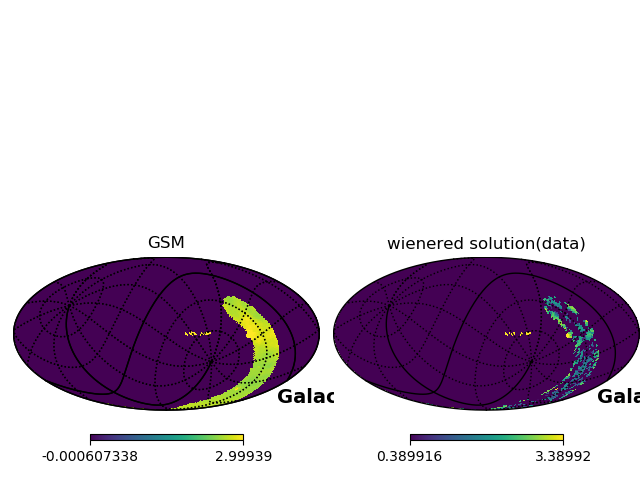 GSM
wienered solution(data)
Galac
Gala
-0.000607338 2.99939
0.389916 3.38992